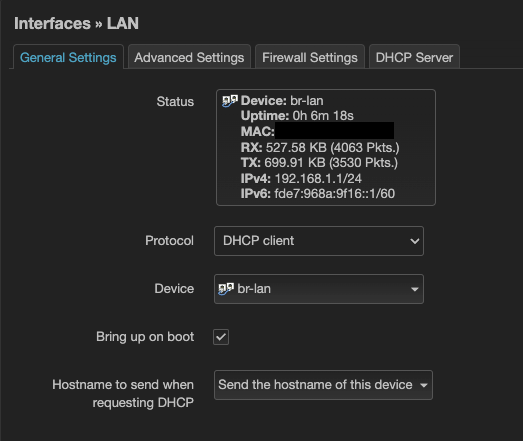 Interfaces » LAN
General Settings Advanced Settings Firewall Settings DHCP Server
Status
Device: br-lan
Uptime: 0h 6m 18s
MAC:
RX: 527.58 KB (4063 Pkts.)
TX: 699.91 KB (3530 Pkts.)
IPv4: 192.168.1.1/24
IPv6: fde7:968a:9f16::1/60
Protocol DHCP client
Device br-lan
Bring up on boot
Hostname to send when Send the hostname of this device
requesting DHCP